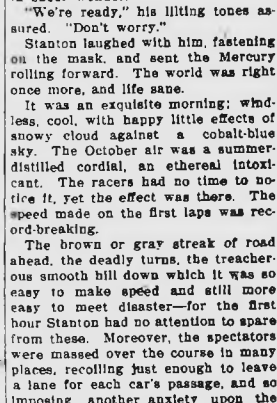 "We're ready," his lilting tones as-
sured. "Don't worry."
Stanton laughed with him, fastening
on the mask, and sent the Mercury
rolling forward. The world was right
once more, and life sane.
It was an exquisite morning; wind-
less, cool, with happy little effects of
snowy cloud against a cobalt-blue
sky. The October air was a summer-
distilled cordial, an ethereal intoxi-
cant. The racers had no time to no-
tice it, yet the effect was there. The
speed made on the first laps was rec-
ord-breaking.
The brown or gray streak of road
ahead, the deadly turns, the treacher-
ous smooth hill down which it was so
easy to make speed and still more
easy to meet disaster—for the first
hour Stanton had no attention to spare
from these. Moreover, the spectators
were massed over the course in many
places, recoiling just enough to leave
a lane for each car's passage, and so
imposing another anxiety upon the